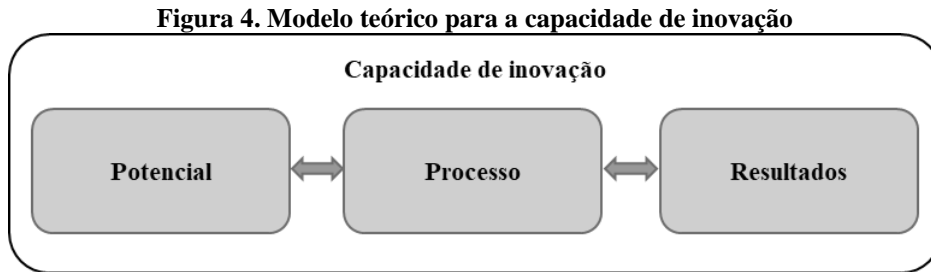 Figura 4. Modelo teórico para a capacidade de inovação
Capacidade de inovação
Potencial
Processo
Resultados